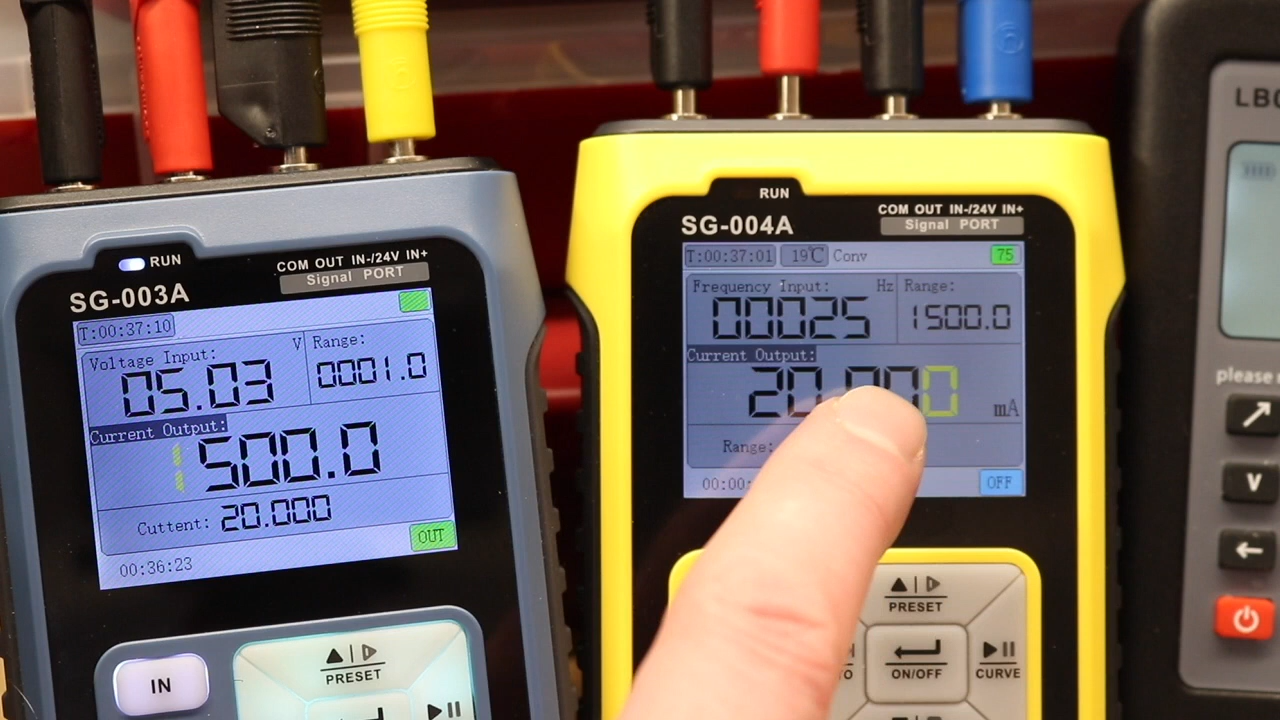 RUN
COM OUT IN-/24V IN+
Signal PORT
SG-003A
T:00:37:10
Voltage Input: V
05.03
Range:
0001.0
Current Output:
1500.0
Cuttent: 20.000
OUT
00:36:23
IN
PRESET
RUN
COM OUT IN-/24V IN+
Signal PORT
SG-004A
T:00:37:01 19℃ Conv 75
Frequency Input: Hz
00025
Range:
1500.0
Current Output:
mA
Range:
00:00:
OFF
PRESET
ON/OFF
CURVE
please
V